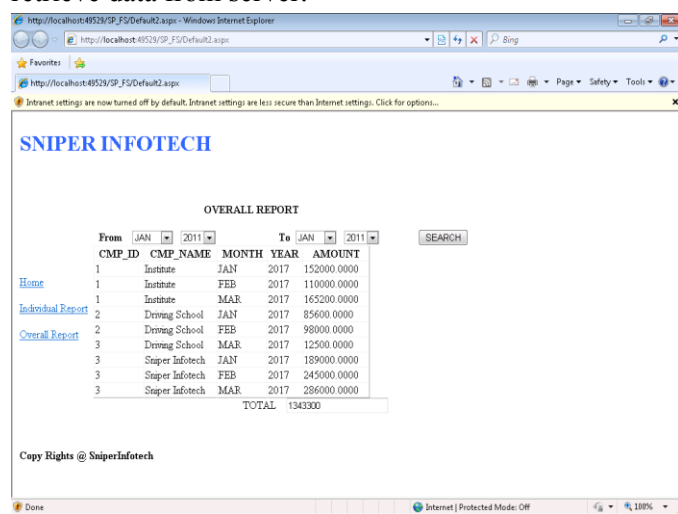 http://localhost:49529/SP_FS/Default2.aspx - Windows Internet Explorer
http://localhost:49529/SP_FS/Default2.aspx
Bing
Favorites
http://localhost:49529/SP_FS/Default2.aspx
Page Safety Tools
Intranet settings are now turned off by default. Intranet settings are less secure than Internet settings. Click for options...
SNIPER INFOTECH
OVERALL REPORT
From JAN 2011 To JAN 2011 SEARCH
CMP_ID CMP_NAME MONTH YEAR AMOUNT
1 Institute JAN 2017 152000.0000
1 Institute FEB 2017 110000.0000
1 Institute MAR 2017 165200.0000
2 Driving School JAN 2017 85600.0000
2 Driving School FEB 2017 98000.0000
3 Driving School MAR 2017 12500.0000
3 Sniper Infotech JAN 2017 189000.0000
3 Sniper Infotech FEB 2017 245000.0000
3 Sniper Infotech MAR 2017 286000.0000
TOTAL 1343300
Home
Individual Report
Overall Report
Copy Rights @ SniperInfotech
Done Internet | Protected Mode: Off 100%